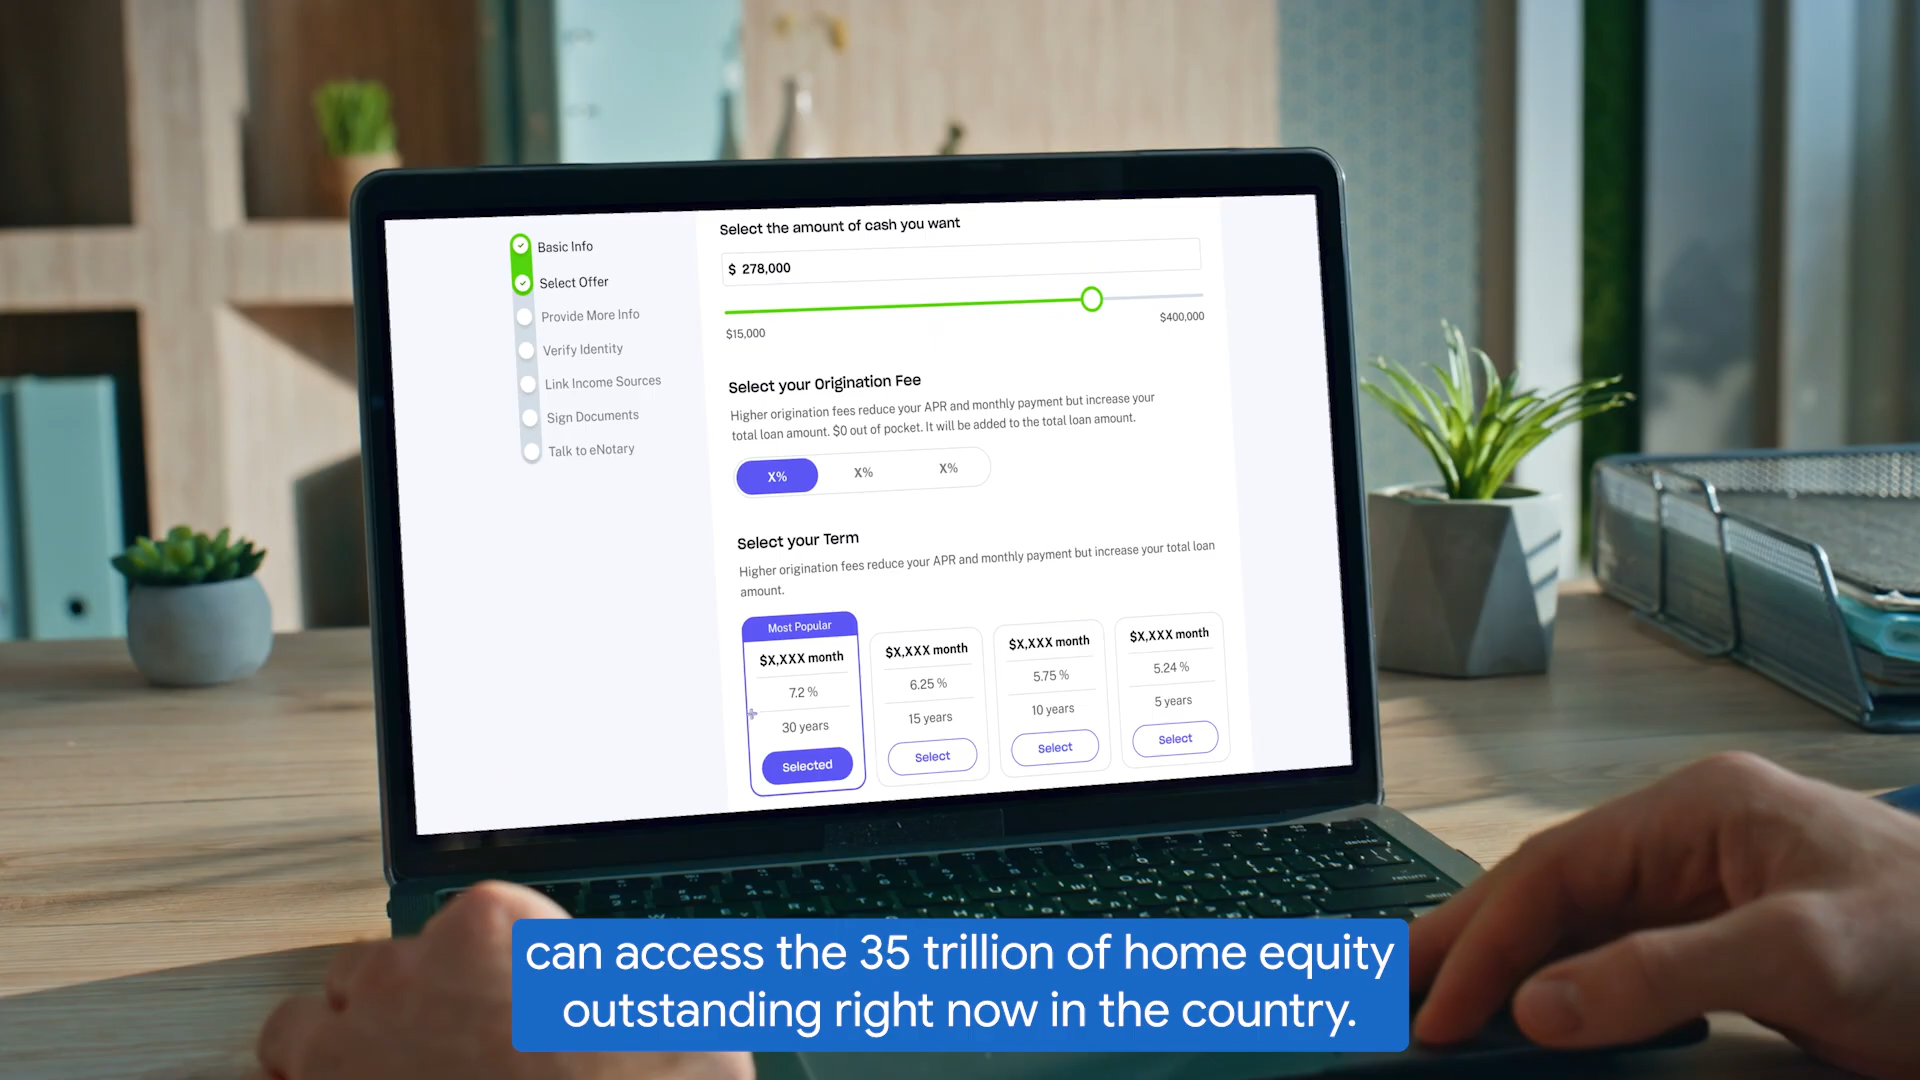 Basic Info
Select Offer
Provide More Info
Verify Identity
Link Income Sources
Sign Documents
Talk to eNotary
Select the amount of cash you want
$ 278,000
$15,000
$400,000
Select your Origination Fee
Higher origination fees reduce your APR and monthly payment but increase your
total loan amount. $0 out of pocket. It will be added to the total loan amount.
X% X% X%
Select your Term
Higher origination fees reduce your APR and monthly payment but increase your total loan
amount.
Most Popular
$X,XXX month
7.2 %
30 years
Selected
$X,XXX month
6.25 %
15 years
Select
$X,XXX month
5.75 %
10 years
Select
$X,XXX month
5.24 %
5 years
Select
can access the 35 trillion of home equity
outstanding right now in the country.